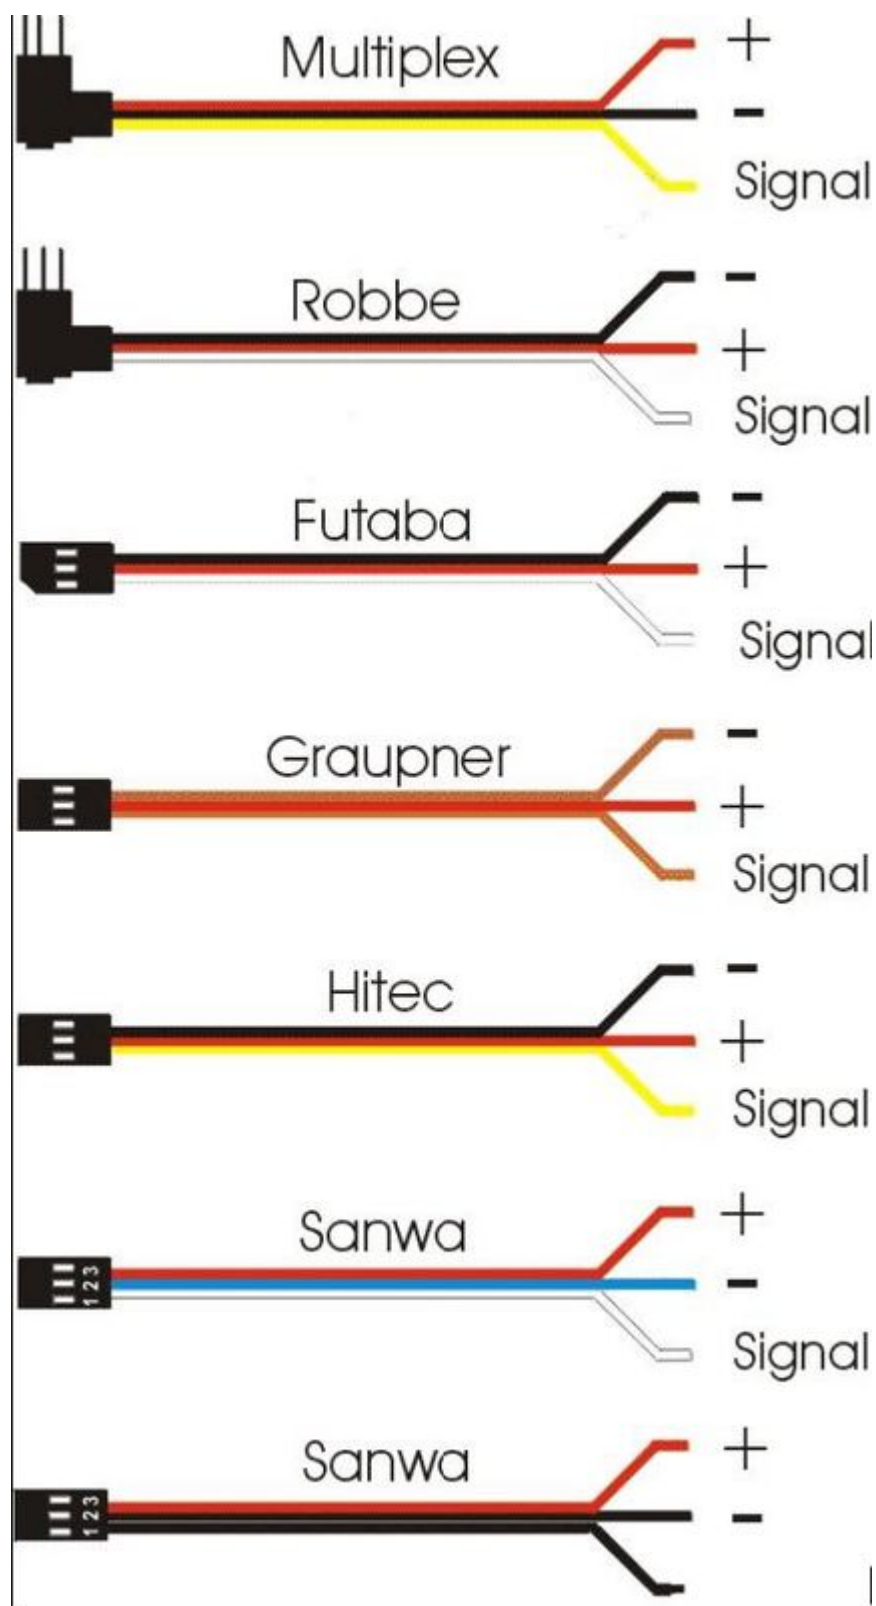 Multiplex
+
-
Signal
Robbe
-
+
Signal
Futaba
-
+
Signal
Graupner
-
+
Signal
Hitec
-
+
Signal
Sanwa
+
1 2 3
-
Signal
Sanwa
+
1 2 3
-